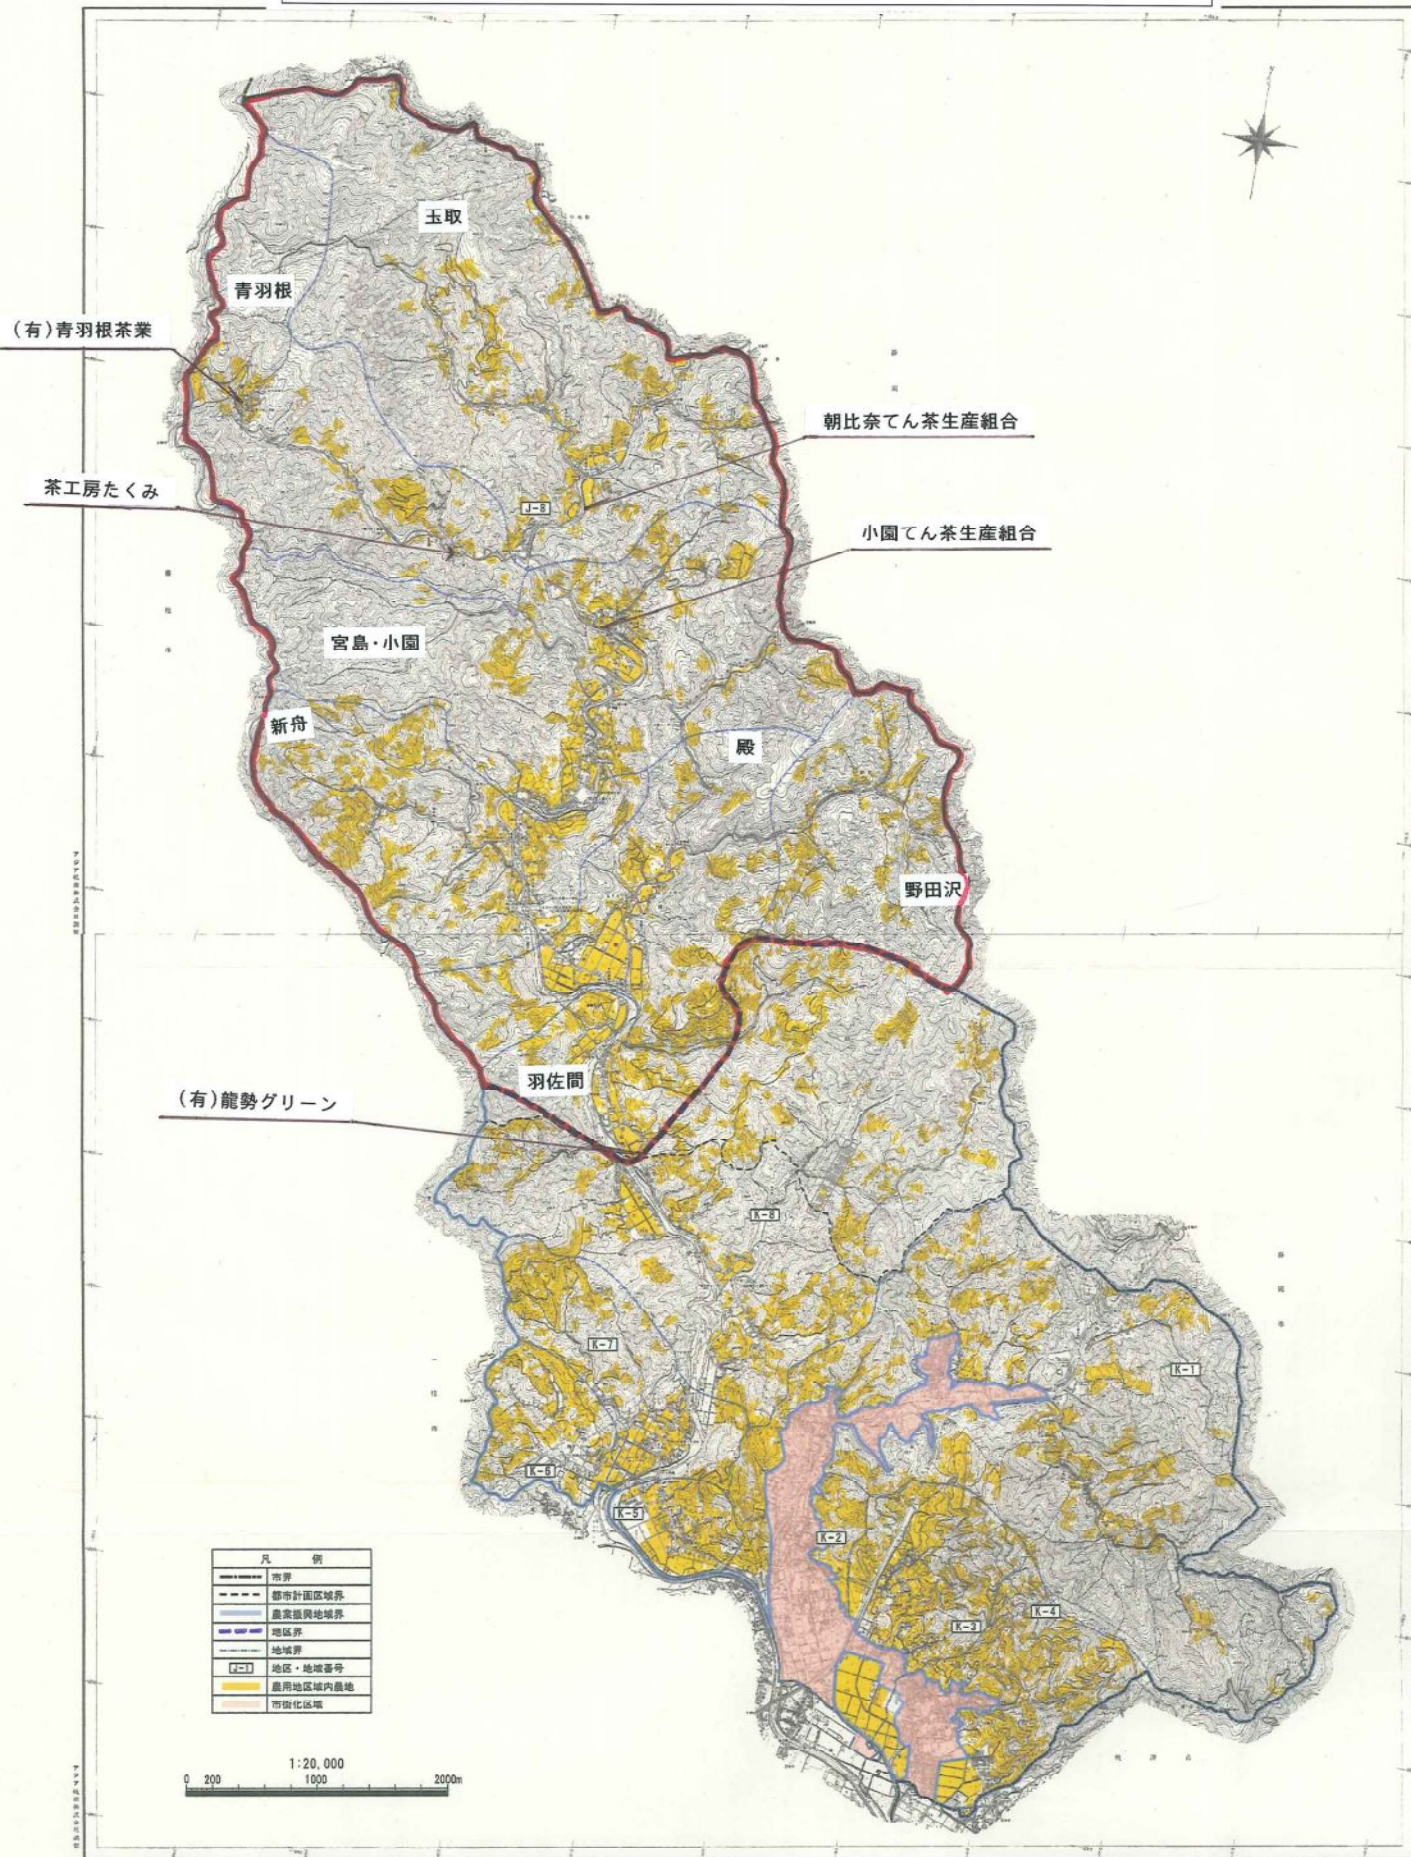 玉取
青羽根
(有)青羽根茶業
朝比奈てん茶生産組合
茶工房たくみ
J-8
小園てん茶生産組合
宮島・小園
新舟
殿
野田沢
羽佐間
(有)龍勢グリーン
K-8
K-7
K-1
K-6
K-5
K-2
K-4
K-3
凡 例
市界
都市計画区域界
農業振興地域界
地区界
地域界
J-1 地区・地域番号
農用地区域内農地
市街化区域
1:20,000
0 200 1000 2000m